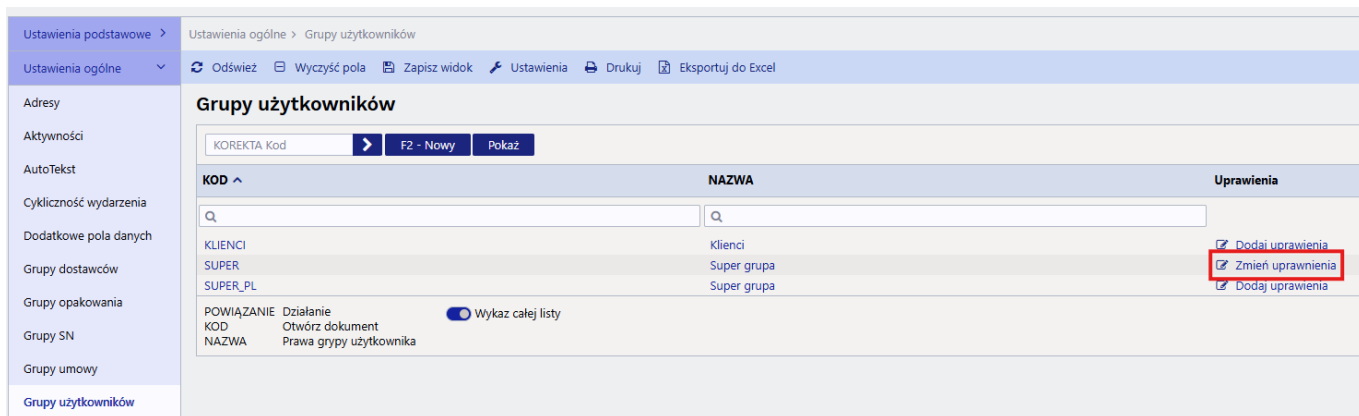 Ustawienia podstawowe
Ustawienia ogólne > Grupy użytkowników
Ustawienia ogólne
Odśwież Wyczyść pola Zapisz widok Ustawienia Drukuj Eksportuj do Excel
Adresy
Aktywności
AutoTekst
Cykliczność wydarzenia
Dodatkowe pola danych
Grupy dostawców
Grupy opakowania
Grupy SN
Grupy umowy
Grupy użytkowników
Grupy użytkowników
KOREKTA Kod F2 - Nowy Pokaż
KOD NAZWA Uprawienia
KLIENCI Klienci Dodaj uprawienia
SUPER Super grupa Zmień uprawnienia
SUPER_PL Super grupa Dodaj uprawienia
POWIĄZANIE Działanie Wykaz całej listy
KOD Otwórz dokument
NAZWA Prawa grypy użytkownika